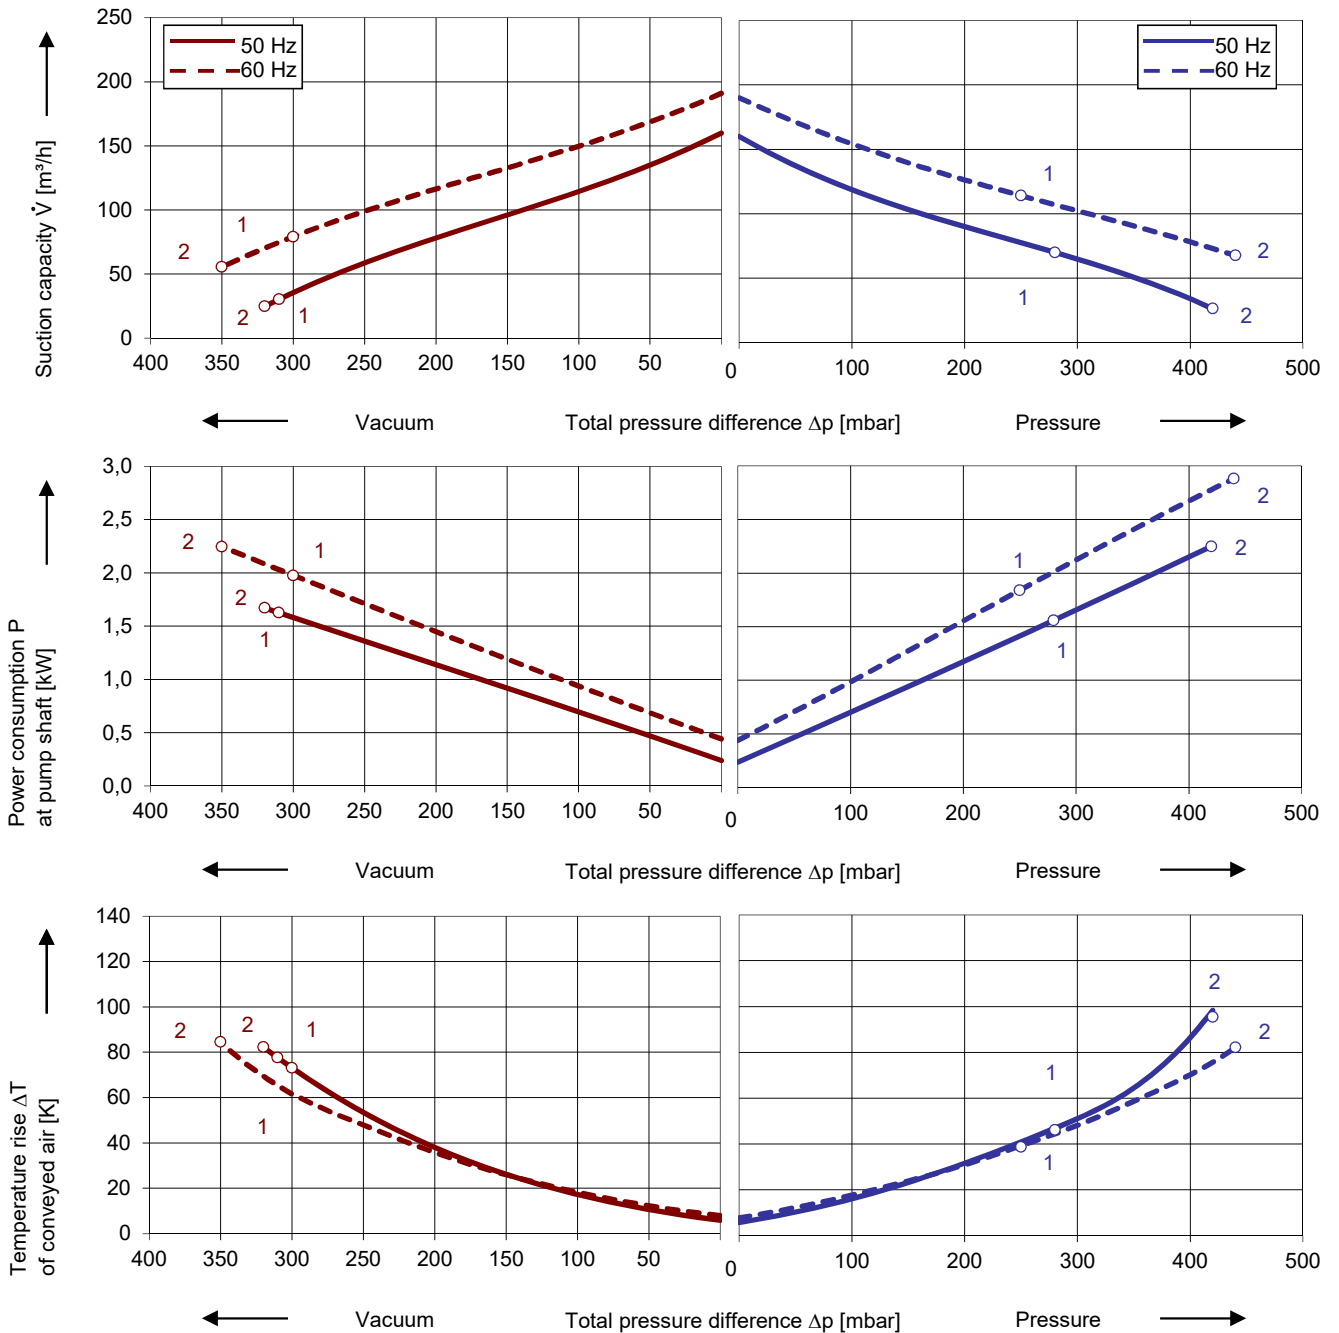 250
200
150
100
50
0
Suction capacity V̇ [m³/h]
50 Hz
60 Hz
50 Hz
60 Hz
1
2
2
1
1
2
1
2
400 350 300 250 200 150 100 50
0 100 200 300 400 500
Vacuum Total pressure difference Δp [mbar] Pressure
3,0
2,5
2,0
1.5
1,0
0,5
0,0
Power consumption P
at pump shaft [kW]
2
1
2
1
2
1
2
1
400 350 300 250 200 150 100 50
0 100 200 300 400 500
Vacuum Total pressure difference Δp [mbar] Pressure
140
120
100
80
60
40
20
0
Temperature rise ΔT
of conveyed air [K]
2
2
1
1
2
2
1
1
400 350 300 250 200 150 100 50
0 100 200 300 400 500
Vacuum Total pressure difference Δp [mbar] Pressure